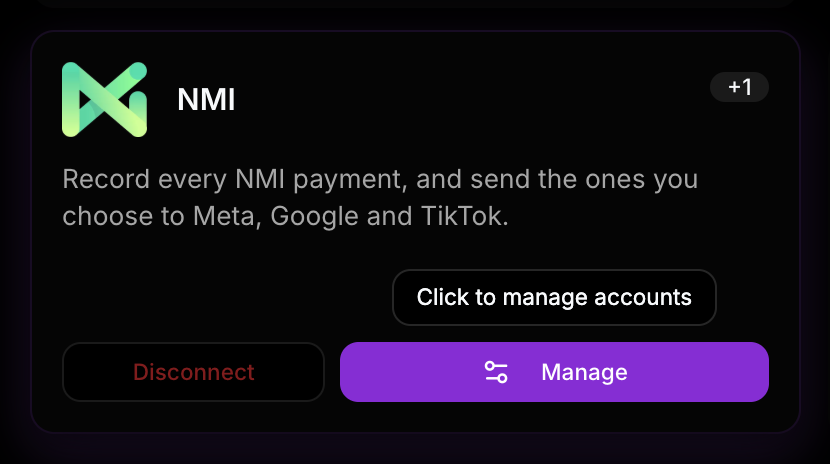 NMI
+1
Record every NMI payment, and send the ones you
choose to Meta, Google and TikTok.
Click to manage accounts
Disconnect
Manage